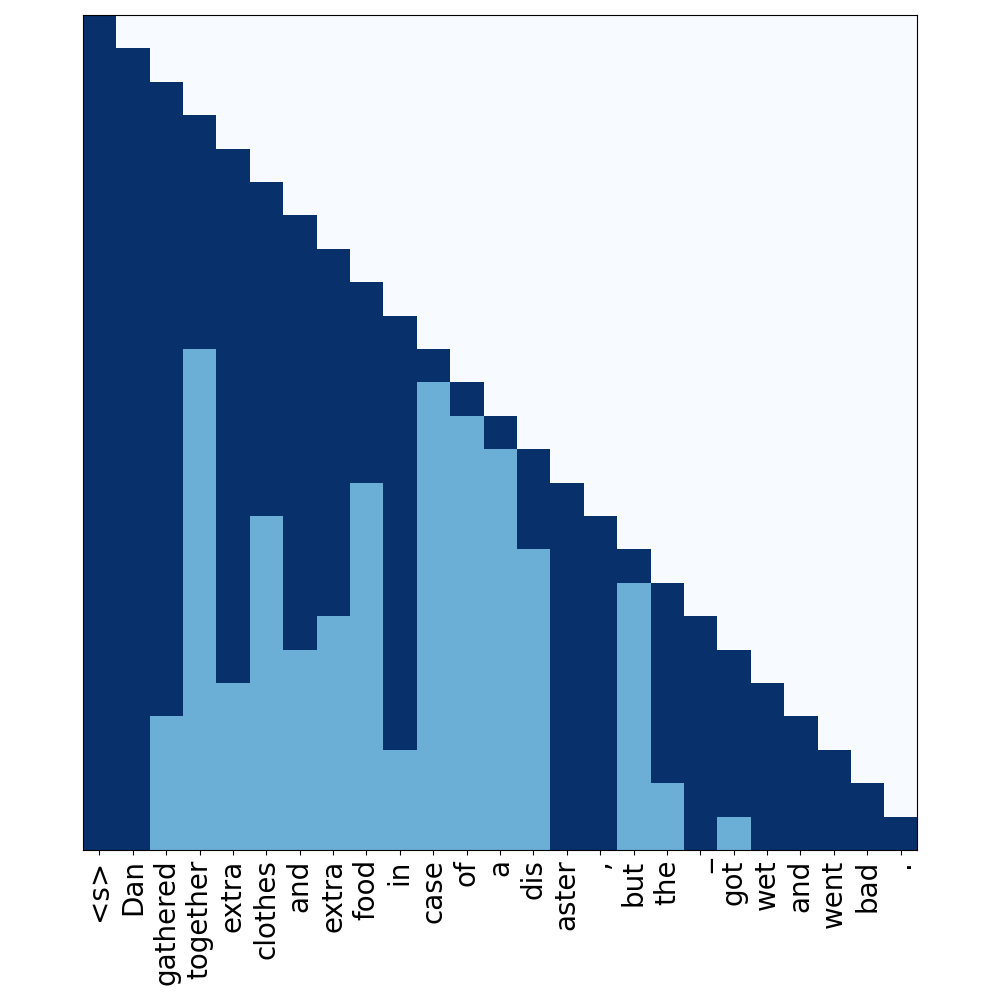 <s> Dan gathered together extra clothes and extra food in case of a dis aster , but the _ got wet and went bad .